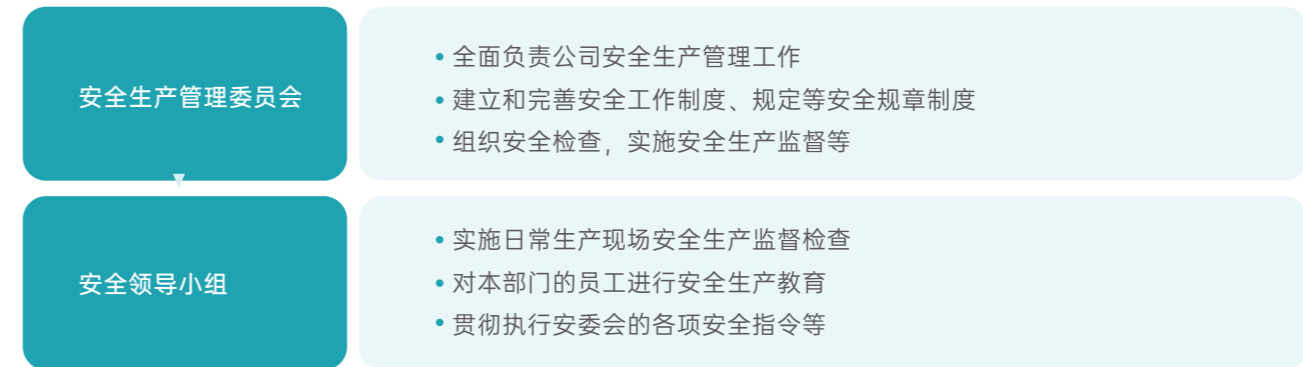 安全生产管理委员会
• 全面负责公司安全生产管理工作
• 建立和完善安全工作制度、规定等安全规章制度
• 组织安全检查，实施安全生产监督等
安全领导小组
• 实施日常生产现场安全生产监督检查
• 对本部门的员工进行安全生产教育
• 贯彻执行安委会的各项安全指令等